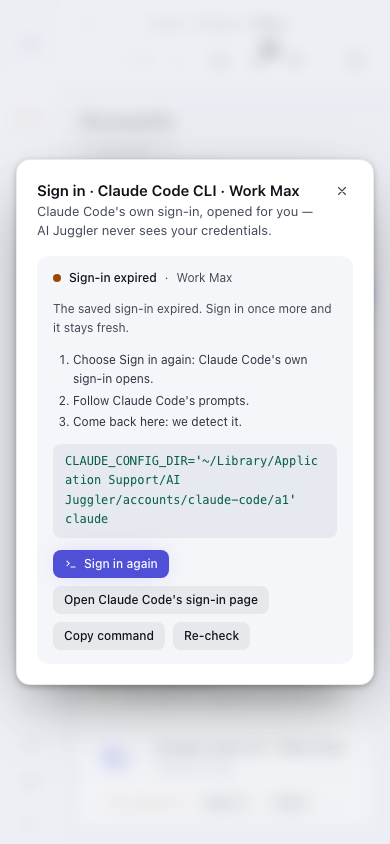 Sign in · Claude Code CLI · Work Max
Claude Code's own sign-in, opened for you —
AI Juggler never sees your credentials.
Sign-in expired · Work Max
The saved sign-in expired. Sign in once more and
it stays fresh.
1. Choose Sign in again: Claude Code's own
sign-in opens.
2. Follow Claude Code's prompts.
3. Come back here: we detect it.
CLAUDE_CONFIG_DIR='~/Library/Applic
ation Support/AI
Juggler/accounts/claude-code/a1'
claude
Sign in again
Open Claude Code's sign-in page
Copy command Re-check